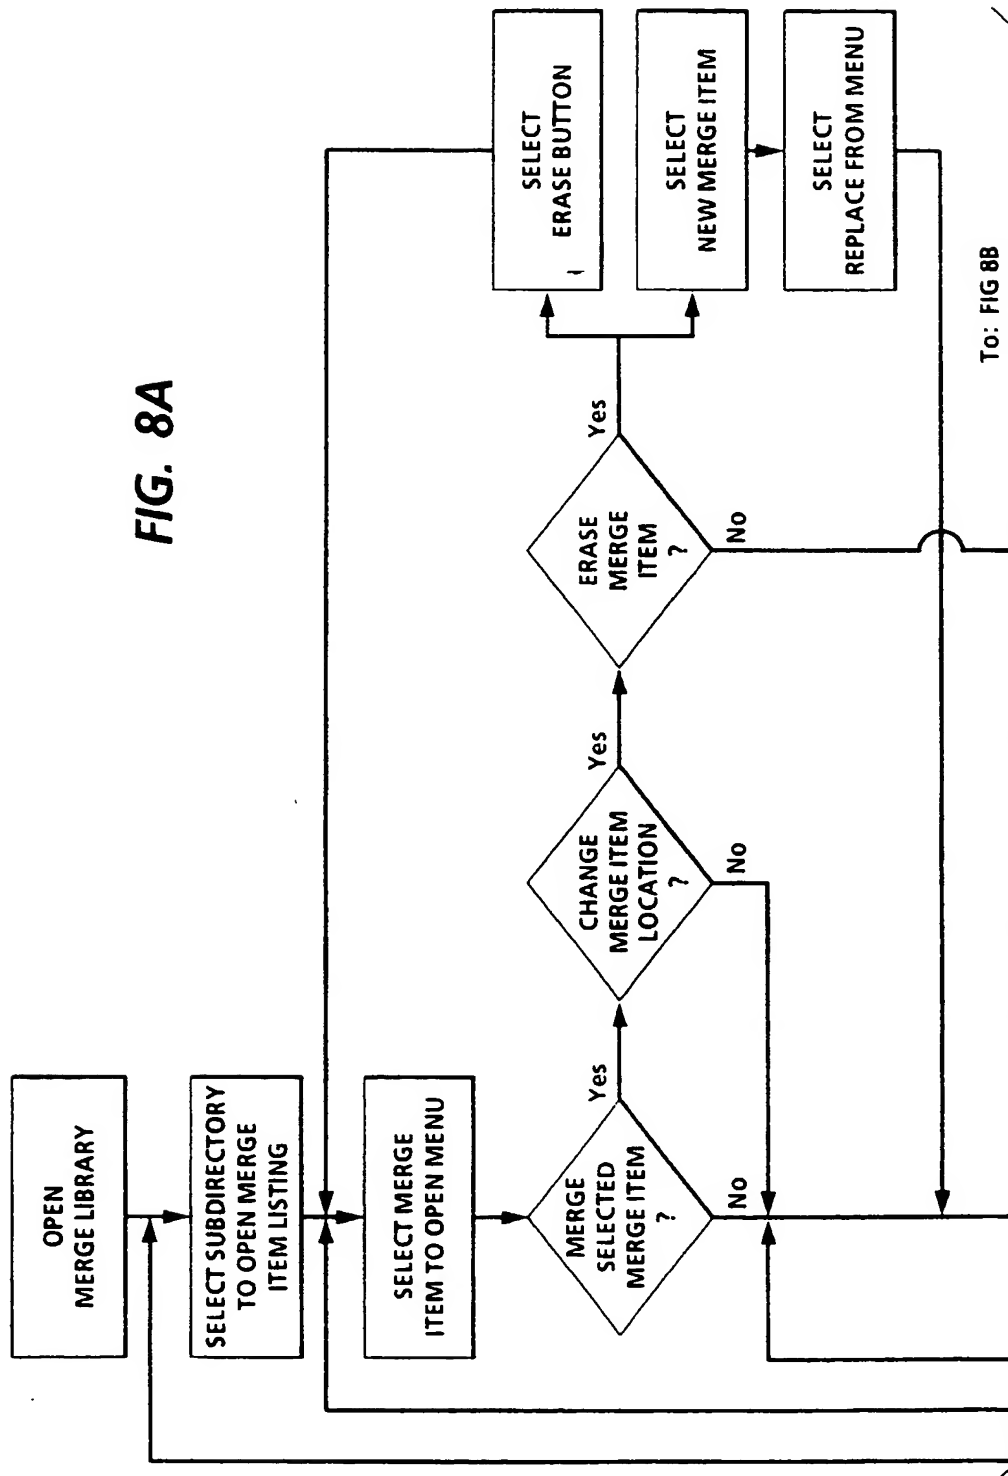 FIG. 8A
OPEN
MERGE LIBRARY
SELECT SUBDIRECTORY
TO OPEN MERGE
ITEM LISTING
SELECT MERGE
ITEM TO OPEN MENU
MERGE
SELECTED
MERGE ITEM
?
Yes
No
CHANGE
MERGE ITEM
LOCATION
?
Yes
No
ERASE
MERGE
ITEM
?
Yes
No
SELECT
ERASE BUTTON
SELECT
NEW MERGE ITEM
SELECT
REPLACE FROM MENU
To: FIG 8B